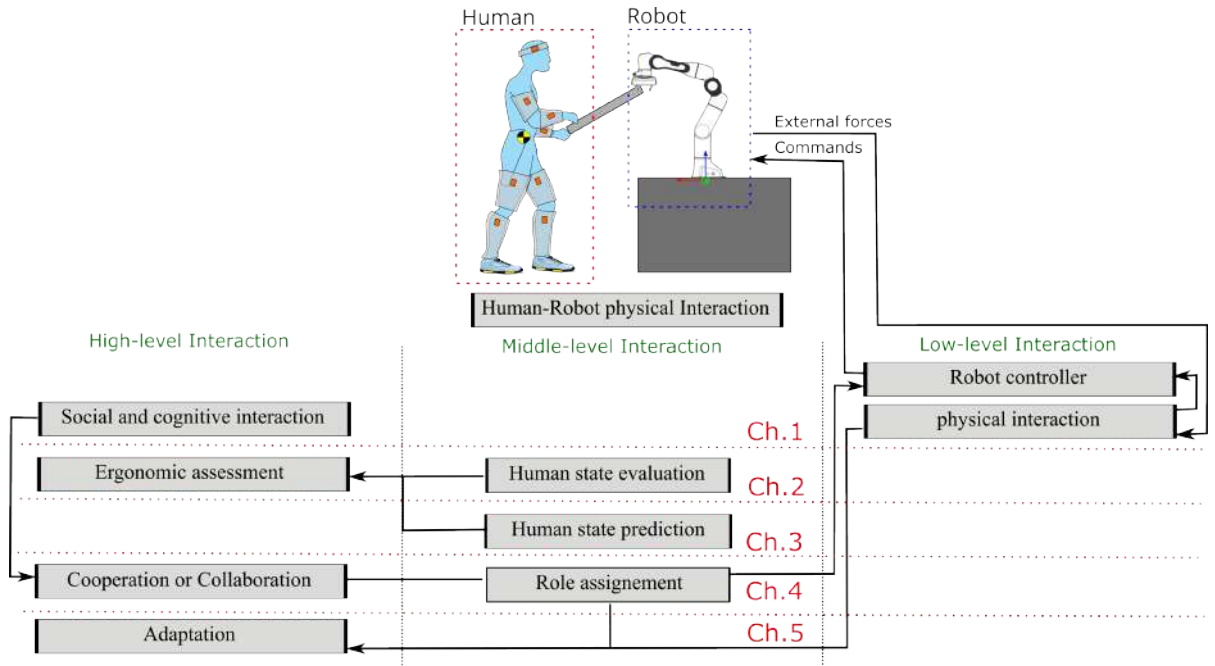 Human
Robot
External forces
Commands
Human-Robot physical Interaction
High-level Interaction
Middle-level Interaction
Low-level Interaction
Robot controller
Social and cognitive interaction
physical interaction
Ch.1
Ergonomic assessment
Human state evaluation
Ch.2
Human state prediction
Ch.3
Cooperation or Collaboration
Role assignement
Ch.4
Adaptation
Ch.5